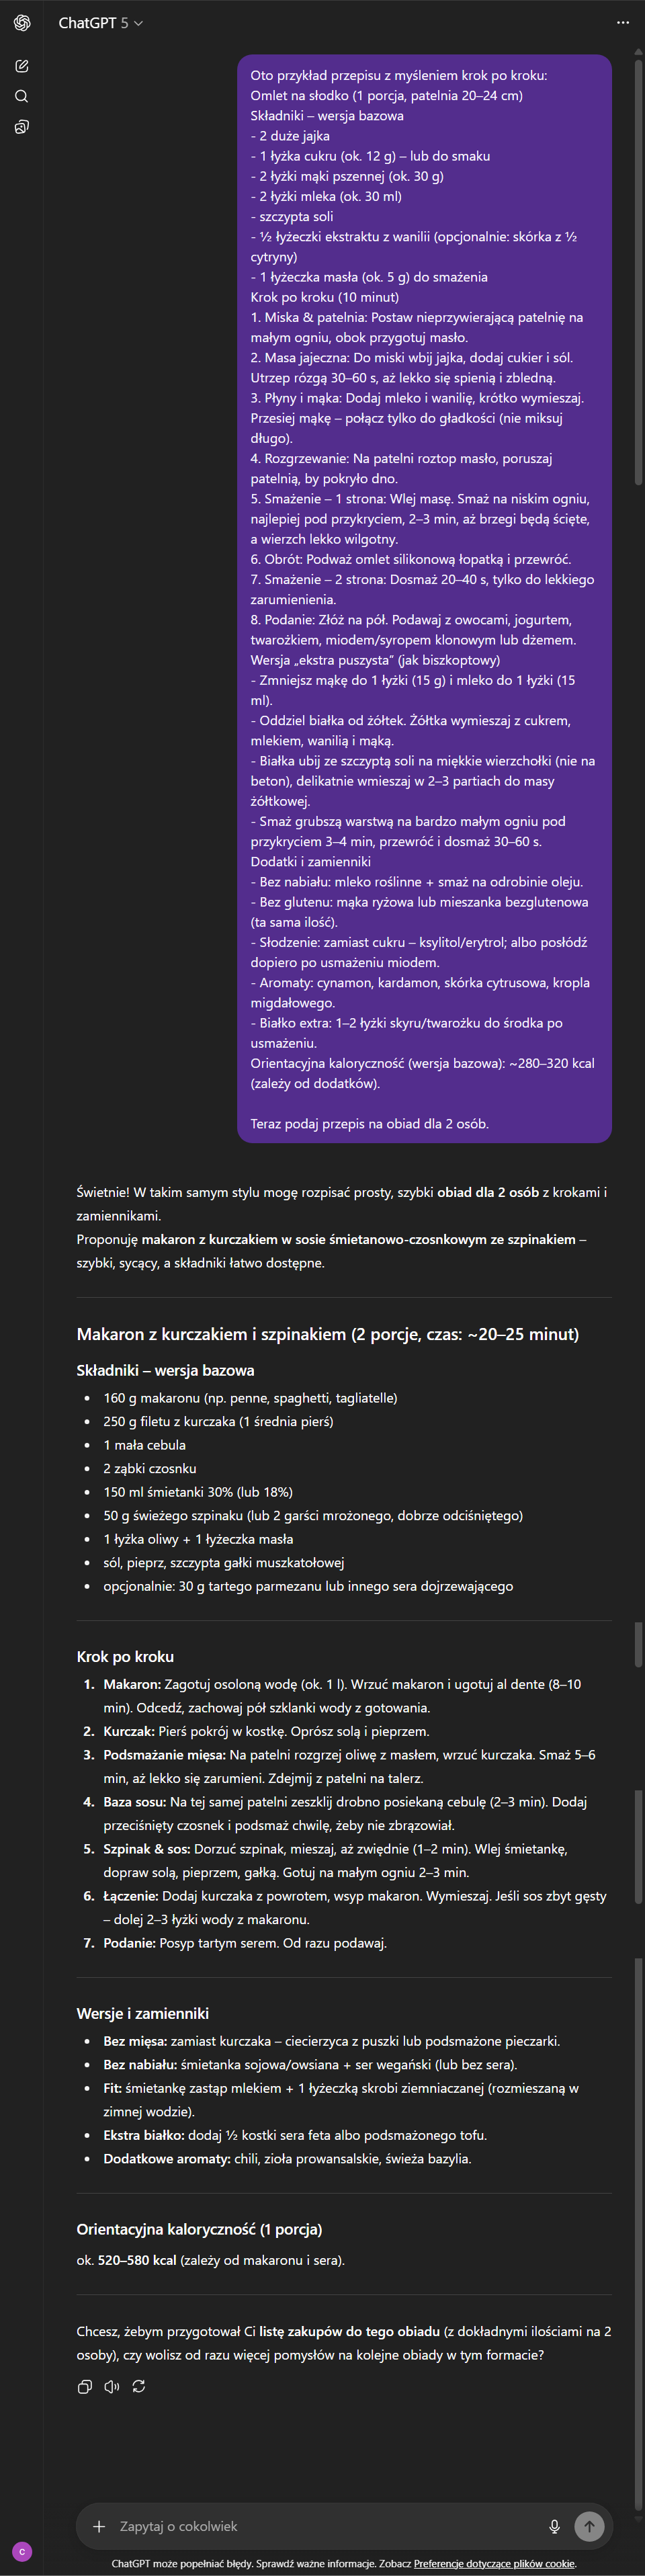 ChatGPT 5
Oto przykład przepisu z myśleniem krok po kroku:
Omlet na słodko (1 porcja, patelnia 20–24 cm)
Składniki – wersja bazowa
- 2 duże jajka
- 1 łyżka cukru (ok. 12 g) – lub do smaku
- 2 łyżki mąki pszennej (ok. 30 g)
- 2 łyżki mleka (ok. 30 ml)
- szczypta soli
- ½ łyżeczki ekstraktu z wanilii (opcjonalnie: skórka z ½
cytryny)
- 1 łyżeczka masła (ok. 5 g) do smażenia
Krok po kroku (10 minut)
1. Miska & patelnia: Postaw nieprzywierającą patelnię na
małym ogniu, obok przygotuj masło.
2. Masa jajeczna: Do miski wbij jajka, dodaj cukier i sól.
Utrzep rózgą 30–60 s, aż lekko się spienią i zbledną.
3. Płyny i mąka: Dodaj mleko i wanilię, krótko wymieszaj.
Przesiej mąkę – połącz tylko do gładkości (nie miksuj
długo).
4. Rozgrzewanie: Na patelni roztop masło, poruszaj
patelnią, by pokryło dno.
5. Smażenie – 1 strona: Wlej masę. Smaż na niskim ogniu,
najlepiej pod przykryciem, 2–3 min, aż brzegi będą ścięte,
a wierzch lekko wilgotny.
6. Obrót: Podważ omlet silikonową łopatką i przewróć.
7. Smażenie – 2 strona: Dosmaż 20–40 s, tylko do lekkiego
zarumienienia.
8. Podanie: Złóż na pół. Podawaj z owocami, jogurtem,
twarożkiem, miodem/syropem klonowym lub dżemem.
Wersja „ekstra puszysta” (jak biszkoptowy)
- Zmniejsz mąkę do 1 łyżki (15 g) i mleko do 1 łyżki (15
ml).
- Oddziel białka od żółtek. Żółtka wymieszaj z cukrem,
mlekiem, wanilią i mąką.
- Białka ubij ze szczyptą soli na miękkie wierzchołki (nie na
beton), delikatnie wmieszaj w 2–3 partiach do masy
żółtkowej.
- Smaż grubszą warstwą na bardzo małym ogniu pod
przykryciem 3–4 min, przewróć i dosmaż 30–60 s.
Dodatki i zamienniki
- Bez nabiału: mleko roślinne + smaż na odrobinie oleju.
- Bez glutenu: mąka ryżowa lub mieszanka bezglutenowa
(ta sama ilość).
- Słodzenie: zamiast cukru – ksylitol/erytrol; albo posłódź
dopiero po usmażeniu miodem.
- Aromaty: cynamon, kardamon, skórka cytrusowa, kropla
migdałowego.
- Białko extra: 1–2 łyżki skyru/twarożku do środka po
usmażeniu.
Orientacyjna kaloryczność (wersja bazowa): ~280–320 kcal
(zależy od dodatków).
Teraz podaj przepis na obiad dla 2 osób.
Świetnie! W takim samym stylu mogę rozpisać prosty, szybki obiad dla 2 osób z krokami i
zamiennikami.
Proponuję makaron z kurczakiem w sosie śmietanowo-czosnkowym ze szpinakiem –
szybki, sycący, a składniki łatwo dostępne.
Makaron z kurczakiem i szpinakiem (2 porcje, czas: ~20–25 minut)
Składniki – wersja bazowa
• 160 g makaronu (np. penne, spaghetti, tagliatelle)
• 250 g filetu z kurczaka (1 średnia pierś)
• 1 mała cebula
• 2 ząbki czosnku
• 150 ml śmietanki 30% (lub 18%)
• 50 g świeżego szpinaku (lub 2 garści mrożonego, dobrze odciśniętego)
• 1 łyżka oliwy + 1 łyżeczka masła
• sól, pieprz, szczypta gałki muszkatołowej
• opcjonalnie: 30 g tartego parmezanu lub innego sera dojrzewającego
Krok po kroku
1. Makaron: Zagotuj osoloną wodę (ok. 1 l). Wrzuć makaron i ugotuj al dente (8–10
min). Odcedź, zachowaj pół szklanki wody z gotowania.
2. Kurczak: Pierś pokrój w kostkę. Oprósz solą i pieprzem.
3. Podsmażanie mięsa: Na patelni rozgrzej oliwę z masłem, wrzuć kurczaka. Smaż 5–6
min, aż lekko się zarumieni. Zdejmij z patelni na talerz.
4. Baza sosu: Na tej samej patelni zeszklij drobno posiekaną cebulę (2–3 min). Dodaj
przeciśnięty czosnek i podsmaż chwilę, żeby nie zbrązowiał.
5. Szpinak & sos: Dorzuć szpinak, mieszaj, aż zwiędnie (1–2 min). Wlej śmietankę,
dopraw solą, pieprzem, gałką. Gotuj na małym ogniu 2–3 min.
6. Łączenie: Dodaj kurczaka z powrotem, wsyp makaron. Wymieszaj. Jeśli sos zbyt gęsty
– dolej 2–3 łyżki wody z makaronu.
7. Podanie: Posyp tartym serem. Od razu podawaj.
Wersje i zamienniki
• Bez mięsa: zamiast kurczaka – ciecierzyca z puszki lub podsmażone pieczarki.
• Bez nabiału: śmietanka sojowa/owsiana + ser wegański (lub bez sera).
• Fit: śmietankę zastąp mlekiem + 1 łyżeczką skrobi ziemniaczanej (rozmieszaną w
zimnej wodzie).
• Ekstra białko: dodaj ½ kostki sera feta albo podsmażonego tofu.
• Dodatkowe aromaty: chili, zioła prowansalskie, świeża bazylia.
Orientacyjna kaloryczność (1 porcja)
ok. 520–580 kcal (zależy od makaronu i sera).
Chcesz, żebym przygotował Ci listę zakupów do tego obiadu (z dokładnymi ilościami na 2
osoby), czy wolisz od razu więcej pomysłów na kolejne obiady w tym formacie?
Zapytaj o cokolwiek
C
ChatGPT może popełniać błędy. Sprawdź ważne informacje. Zobacz Preferencje dotyczące plików cookie.